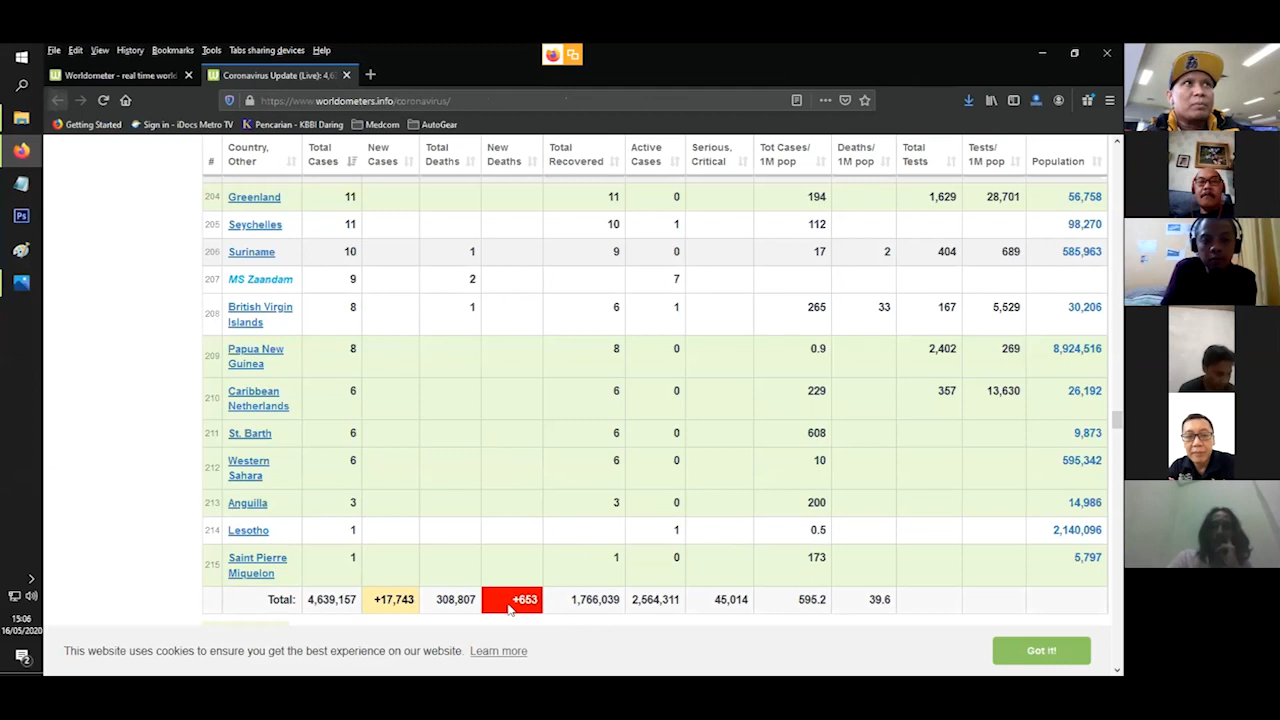 File Edit View History Bookmarks Tools Tabs sharing devices Help
Worldometer - real time world
Coronavirus Update (Live): 4,63
https://www.worldometers.info/coronavirus/
Getting Started Sign in - iDocs Metro TV Pencarian - KBBI Daring Medcom AutoGear
# Country, Other Total Cases New Cases Total Deaths New Deaths Total Recovered Active Cases Serious, Critical Tot Cases/ 1M pop Deaths/ 1M pop Total Tests Tests/ 1M pop Population
204 Greenland 11 11 0 194 1,629 28,701 56,758
205 Seychelles 11 10 1 112 98,270
206 Suriname 10 1 9 0 17 2 404 689 585,963
207 MS Zaandam 9 2 7
208 British Virgin Islands 8 1 6 1 265 33 167 5,529 30,206
209 Papua New Guinea 8 8 0 0.9 2,402 269 8,924,516
210 Caribbean Netherlands 6 6 0 229 357 13,630 26,192
211 St. Barth 6 6 0 608 9,873
212 Western Sahara 6 6 0 10 595,342
213 Anguilla 3 3 0 200 14,986
214 Lesotho 1 1 0.5 2,140,096
215 Saint Pierre Miquelon 1 1 0 173 5,797
Total: 4,639,157 +17,743 308,807 +653 1,766,039 2,564,311 45,014 595.2 39.6
This website uses cookies to ensure you get the best experience on our website. Learn more
Got it!
Ps
15:06
16/05/2020
2